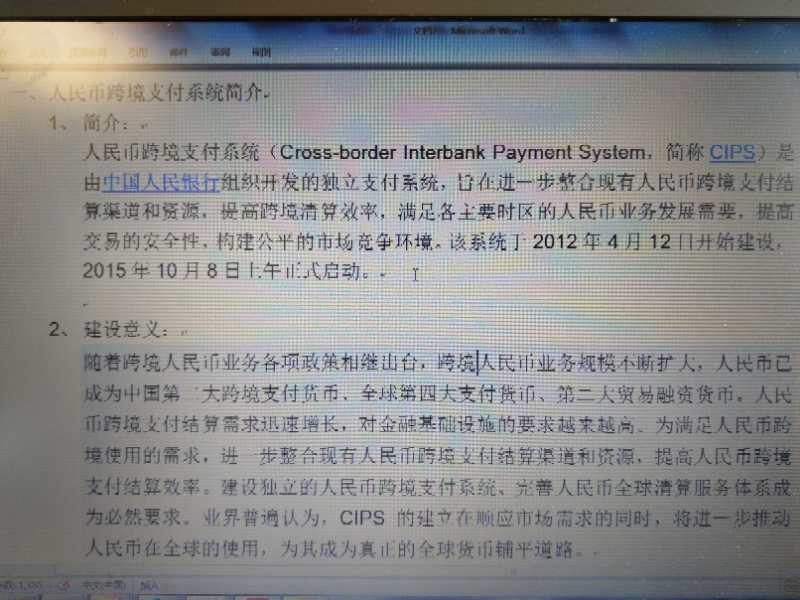 Microsoft Word
引用 邮件 审阅 视图
一、人民币跨境支付系统简介
1、 简介：
人民币跨境支付系统（Cross-border Interbank Payment System，简称 CIPS）是
由中国人民银行组织开发的独立支付系统，旨在进一步整合现有人民币跨境支付结
算渠道和资源，提高跨境清算效率，满足各主要时区的人民币业务发展需要，提高
交易的安全性，构建公平的市场竞争环境。该系统于 2012 年 4 月 12 日开始建设，
2015 年 10 月 8 日上午正式启动。
2、 建设意义：
随着跨境人民币业务各项政策相继出台，跨境人民币业务规模不断扩大，人民币已
成为中国第二大跨境支付货币、全球第四大支付货币、第二大贸易融资货币。人民
币跨境支付结算需求迅速增长，对金融基础设施的要求越来越高。为满足人民币跨
境使用的需求，进一步整合现有人民币跨境支付结算渠道和资源，提高人民币跨境
支付结算效率。建设独立的人民币跨境支付系统、完善人民币全球清算服务体系成
为必然要求。业界普遍认为，CIPS 的建立在顺应市场需求的同时，将进一步推动
人民币在全球的使用，为其成为真正的全球货币铺平道路。
中文(中国) 插入